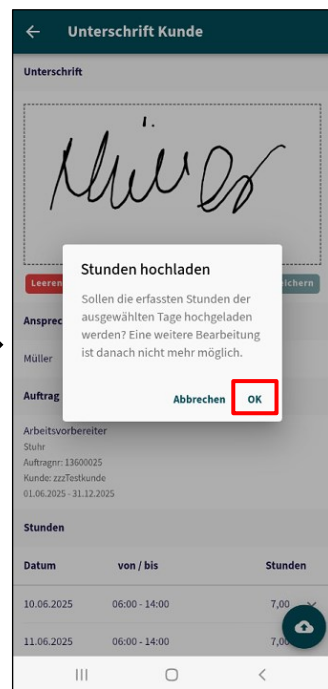 Unterschrift Kunde
Unterschrift
Müller
Leeren
Stunden hochladen
Sollen die erfassten Stunden der
ausgewählten Tage hochgeladen
werden? Eine weitere Bearbeitung
ist danach nicht mehr möglich.
Abbrechen OK
Müller
Auftrag
Arbeitsvorbereiter
Stuhr
Auftragnr: 13600025
Kunde: zzzTestkunde
01.06.2025 - 31.12.2025
Stunden
Datum von / bis Stunden
10.06.2025 06:00 - 14:00 7,00
11.06.2025 06:00 - 14:00